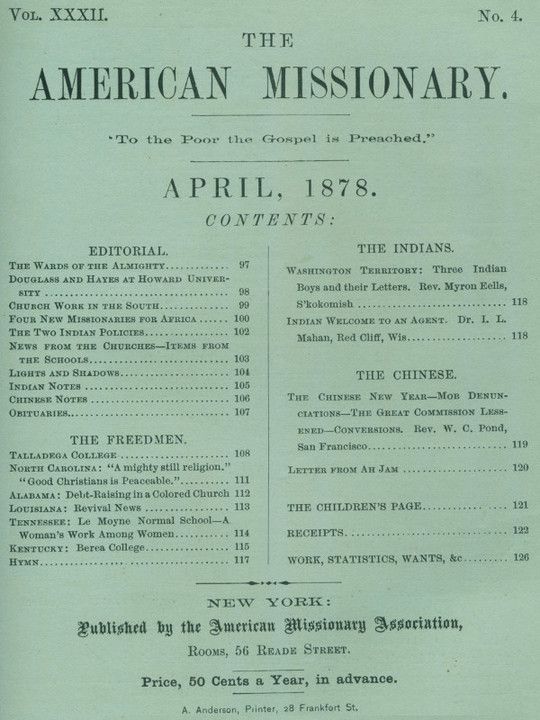 Vol. XXXII.
No. 4.
THE
AMERICAN MISSIONARY.
"To the Poor the Gospel is Preached."
APRIL, 1878.
CONTENTS:
EDITORIAL.
The Wards of the Almighty............ 97
Douglass and Hayes at Howard Univer-
sity .................................... 98
Church Work in the South............. 99
Four New Missionaries for Africa ..... 100
The Two Indian Policies............... 102
News from the Churches—Items from
the Schools........................... 103
Lights and Shadows.................... 104
Indian Notes .......................... 105
Chinese Notes ......................... 106
Obituaries.............................. 107
THE FREEDMEN.
Talladega College ..................... 108
North Carolina: "A mighty still religion."
"Good Christians is Peaceable."......... 111
Alabama: Debt-Raising in a Colored Church 112
Louisiana: Revival News .............. 113
Tennessee: Le Moyne Normal School—A
Woman's Work Among Women........... 114
Kentucky: Berea College............... 115
Hymn................................... 117
THE INDIANS.
Washington Territory: Three Indian
Boys and their Letters. Rev. Myron Eells,
S'kokomish ............................ 118
Indian Welcome to an Agent. Dr. I. L.
Mahan, Red Cliff, Wis................... 118
THE CHINESE.
The Chinese New Year—Mob Denun-
ciations—The Great Commission Less-
ened—Conversions. Rev. W. C. Pond,
San Francisco........................... 119
Letter from Ah Jam .................... 120
THE CHILDREN'S PAGE................ 121
RECEIPTS............................... 122
WORK, STATISTICS, WANTS, &c........ 126
NEW YORK:
Published by the American Missionary Association,
Rooms, 56 Reade Street.
Price, 50 Cents a Year, in advance.
A. Anderson, Printer, 28 Frankfort St.